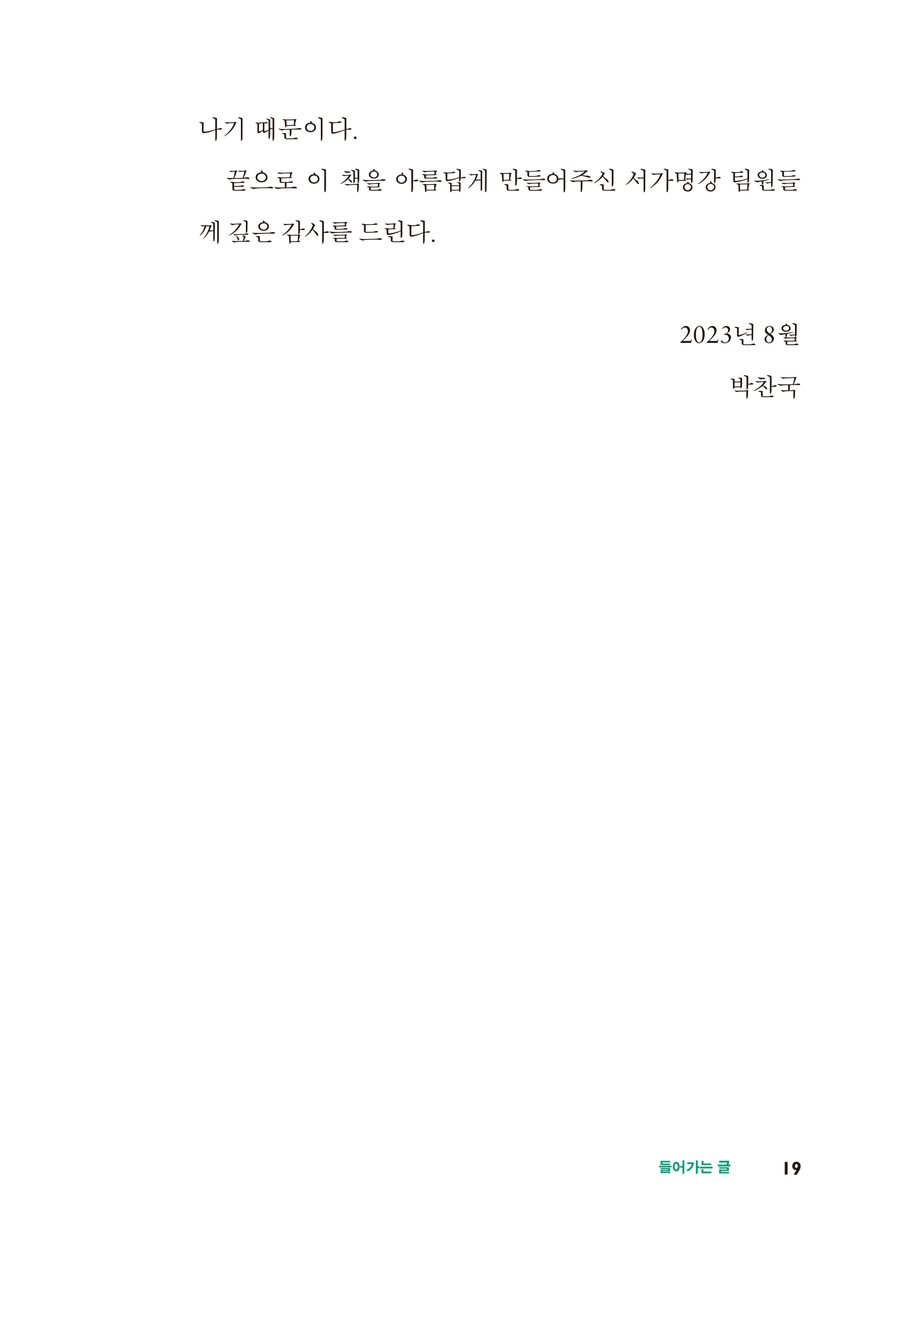 나기 때문이다.
끝으로 이 책을 아름답게 만들어주신 서가명강 팀원들
께 깊은 감사를 드린다.
2023년 8월
박찬국
들어가는 글 19